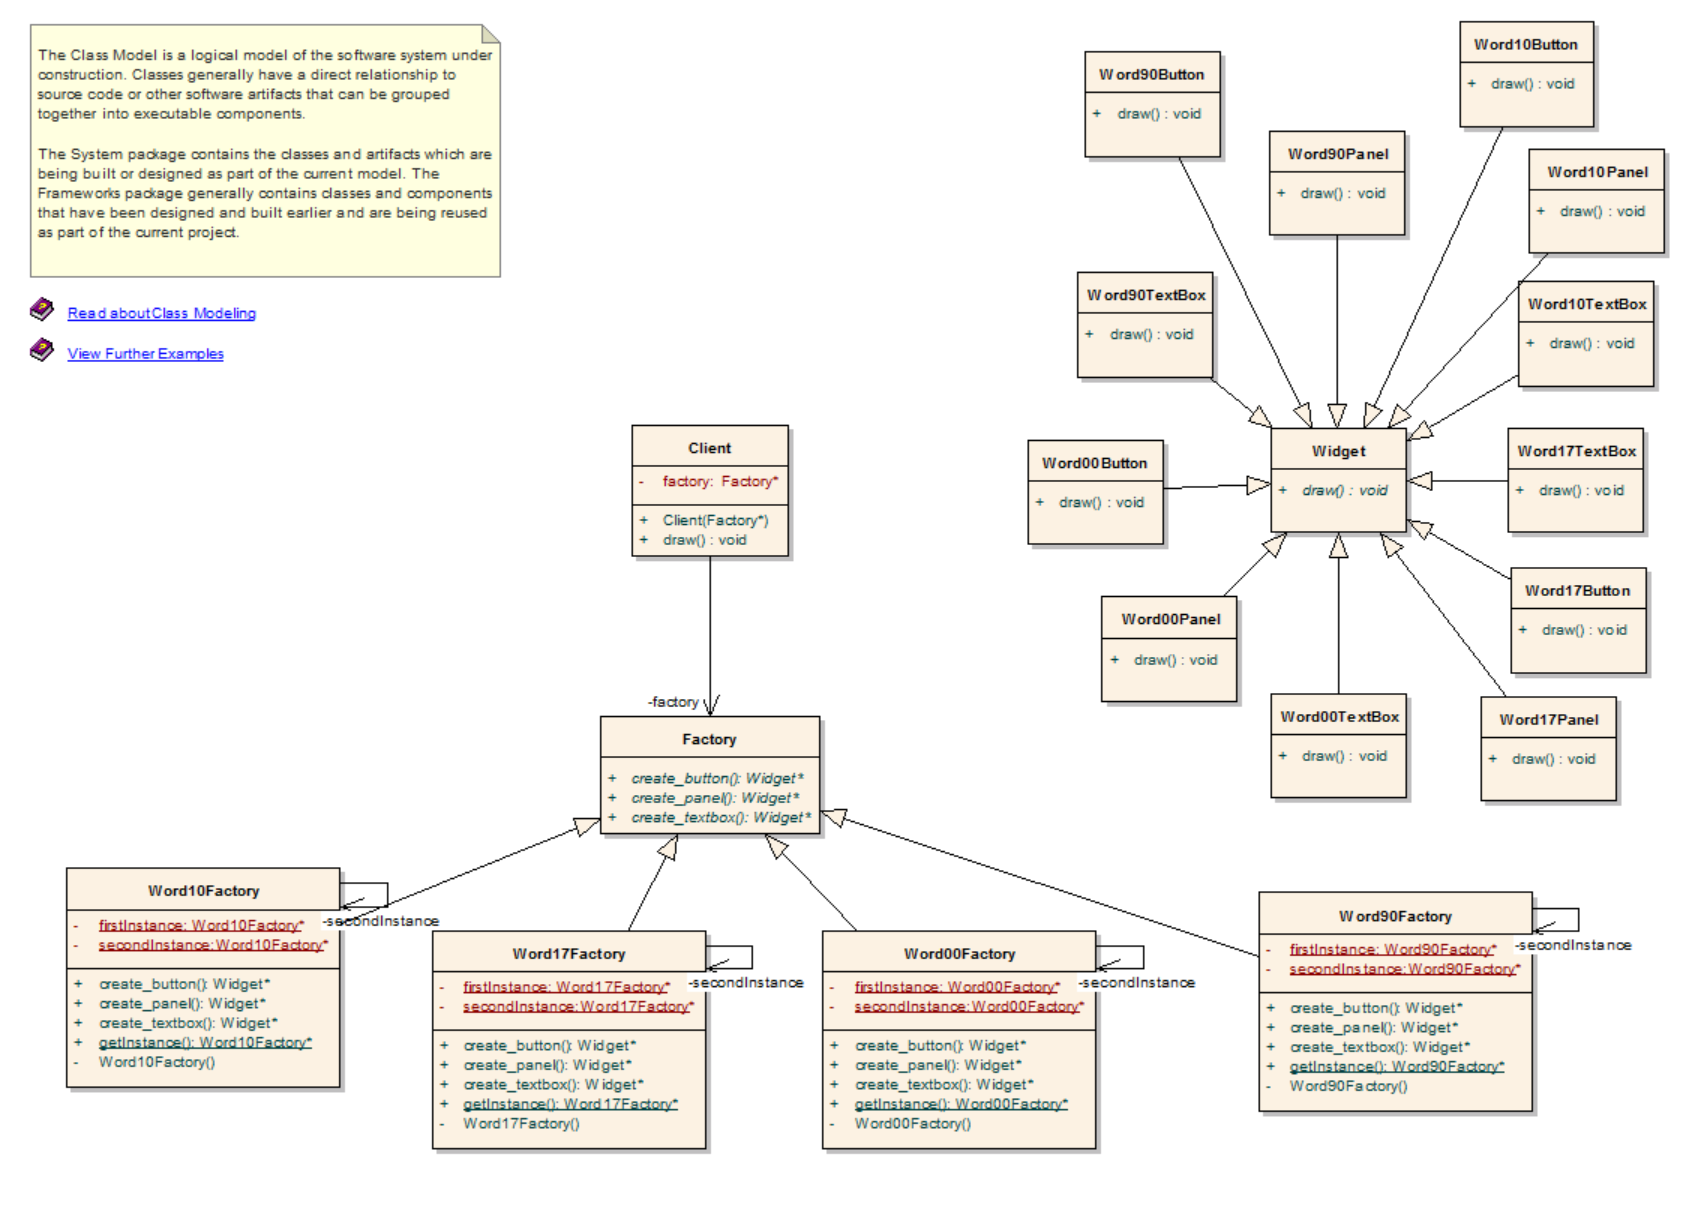 The Class Model is a logical model of the software system under
construction. Classes generally have a direct relationship to
source code or other software artifacts that can be grouped
together into executable components.
The System package contains the classes and artifacts which are
being built or designed as part of the current model. The
Frameworks package generally contains classes and components
that have been designed and built earlier and are being reused
as part of the current project.
Read about Class Modeling
View Further Examples
Word90Button
+ draw() : void
Word10Button
+ draw() : void
Word90Panel
+ draw() : void
Word10Panel
+ draw() : void
Word90TextBox
+ draw() : void
Word10TextBox
+ draw() : void
Word00Button
+ draw() : void
Widget
+ draw() : void
Word17TextBox
+ draw() : void
Word00Panel
+ draw() : void
Word17Button
+ draw() : void
Word00TextBox
+ draw() : void
Word17Panel
+ draw() : void
Client
- factory: Factory*
+ Client(Factory*)
+ draw() : void
-factory
Factory
+ create_button(): Widget*
+ create_panel(): Widget*
+ create_textbox(): Widget*
Word10Factory
- firstInstance: Word10Factory*
- secondInstance: Word10Factory*
+ create_button(): Widget*
+ create_panel(): Widget*
+ create_textbox(): Widget*
+ getInstance(): Word10Factory*
- Word10Factory()
-secondInstance
Word17Factory
- firstInstance: Word17Factory*
- secondInstance: Word17Factory*
+ create_button(): Widget*
+ create_panel(): Widget*
+ create_textbox(): Widget*
+ getInstance(): Word17Factory*
- Word17Factory()
-secondInstance
Word00Factory
- firstInstance: Word00Factory*
- secondInstance: Word00Factory*
+ create_button(): Widget*
+ create_panel(): Widget*
+ create_textbox(): Widget*
+ getInstance(): Word00Factory*
- Word00Factory()
-secondInstance
Word90Factory
- firstInstance: Word90Factory*
- secondInstance: Word90Factory*
+ create_button(): Widget*
+ create_panel(): Widget*
+ create_textbox(): Widget*
+ getInstance(): Word90Factory*
- Word90Factory()
-secondInstance